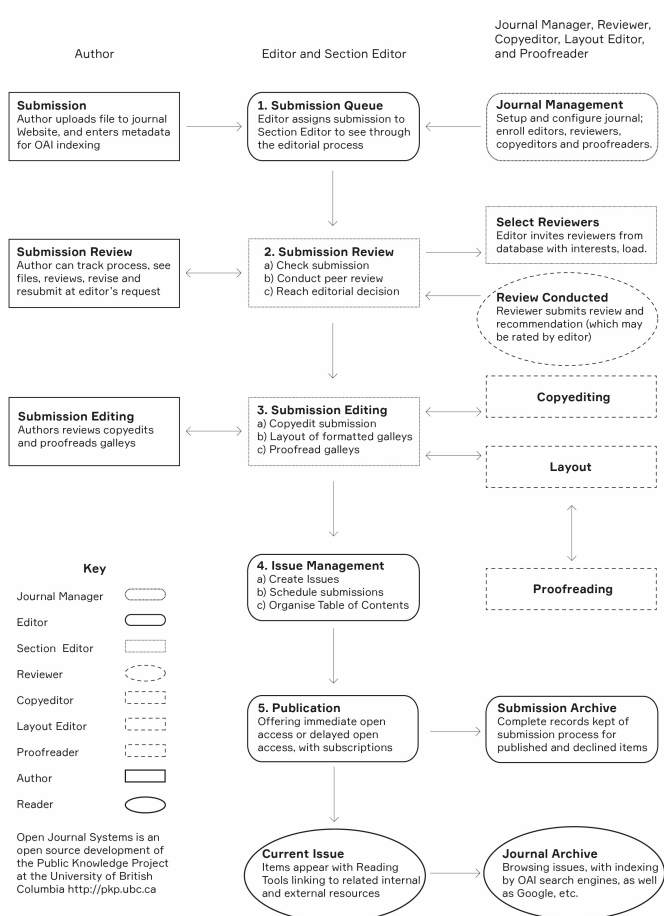 Author
Editor and Section Editor
Journal Manager, Reviewer,
Copyeditor, Layout Editor,
and Proofreader
Submission
Author uploads file to journal
Website, and enters metadata
for OAI indexing
1. Submission Queue
Editor assigns submission to
Section Editor to see through
the editorial process
Journal Management
Setup and configure journal;
enroll editors, reviewers,
copyeditors and proofreaders.
Submission Review
Author can track process, see
files, reviews, revise and
resubmit at editor's request
2. Submission Review
a) Check submission
b) Conduct peer review
c) Reach editorial decision
Select Reviewers
Editor invites reviewers from
database with interests, load.
Review Conducted
Reviewer submits review and
recommendation (which may
be rated by editor)
Submission Editing
Authors reviews copyedits
and proofreads galleys
3. Submission Editing
a) Copyedit submission
b) Layout of formatted galleys
c) Proofread galleys
Copyediting
Layout
Proofreading
4. Issue Management
a) Create Issues
b) Schedule submissions
c) Organise Table of Contents
5. Publication
Offering immediate open
access or delayed open
access, with subscriptions
Submission Archive
Complete records kept of
submission process for
published and declined items
Current Issue
Items appear with Reading
Tools linking to related internal
and external resources
Journal Archive
Browsing issues, with indexing
by OAI search engines, as well
as Google, etc.
Key
Journal Manager
Editor
Section Editor
Reviewer
Copyeditor
Layout Editor
Proofreader
Author
Reader
Open Journal Systems is an
open source development of
the Public Knowledge Project
at the University of British
Columbia http://pkp.ubc.ca